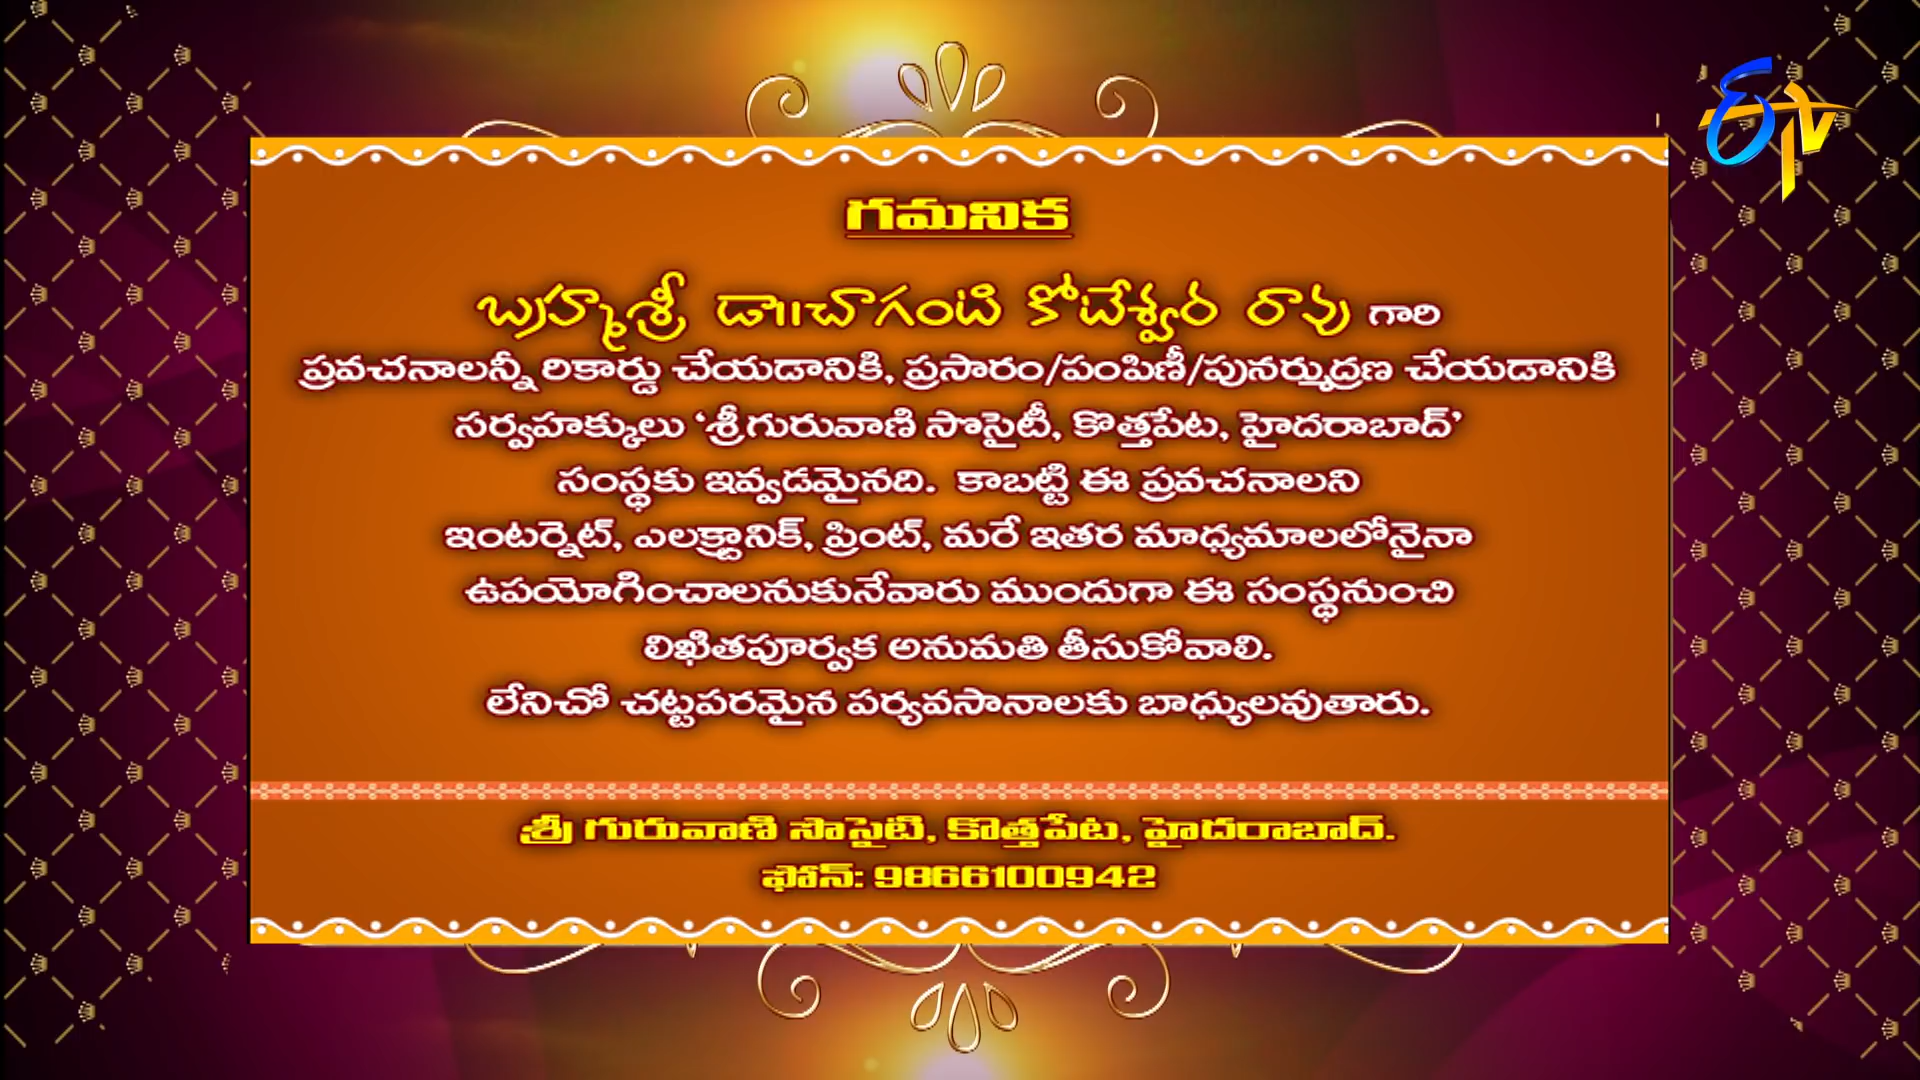 ఈtv
గమనిక
బ్రహ్మశ్రీ డా॥చాగంటి కోటేశ్వర రావు గారి
ప్రవచనాలన్నీ రికార్డు చేయడానికి, ప్రసారం/పంపిణీ/పునర్ముద్రణ చేయడానికి
సర్వహక్కులు ‘శ్రీగురువాణి సొసైటీ, కొత్తపేట, హైదరాబాద్’
సంస్థకు ఇవ్వడమైనది. కాబట్టి ఈ ప్రవచనాలని
ఇంటర్నెట్, ఎలక్ట్రానిక్, ప్రింట్, మరే ఇతర మాధ్యమాలలోనైనా
ఉపయోగించాలనుకునేవారు ముందుగా ఈ సంస్థనుంచి
లిఖితపూర్వక అనుమతి తీసుకోవాలి.
లేనిచో చట్టపరమైన పర్యవసానాలకు బాధ్యులవుతారు.
శ్రీ గురువాణి సొసైటి, కొత్తపేట, హైదరాబాద్.
ఫోన్: 9866100942